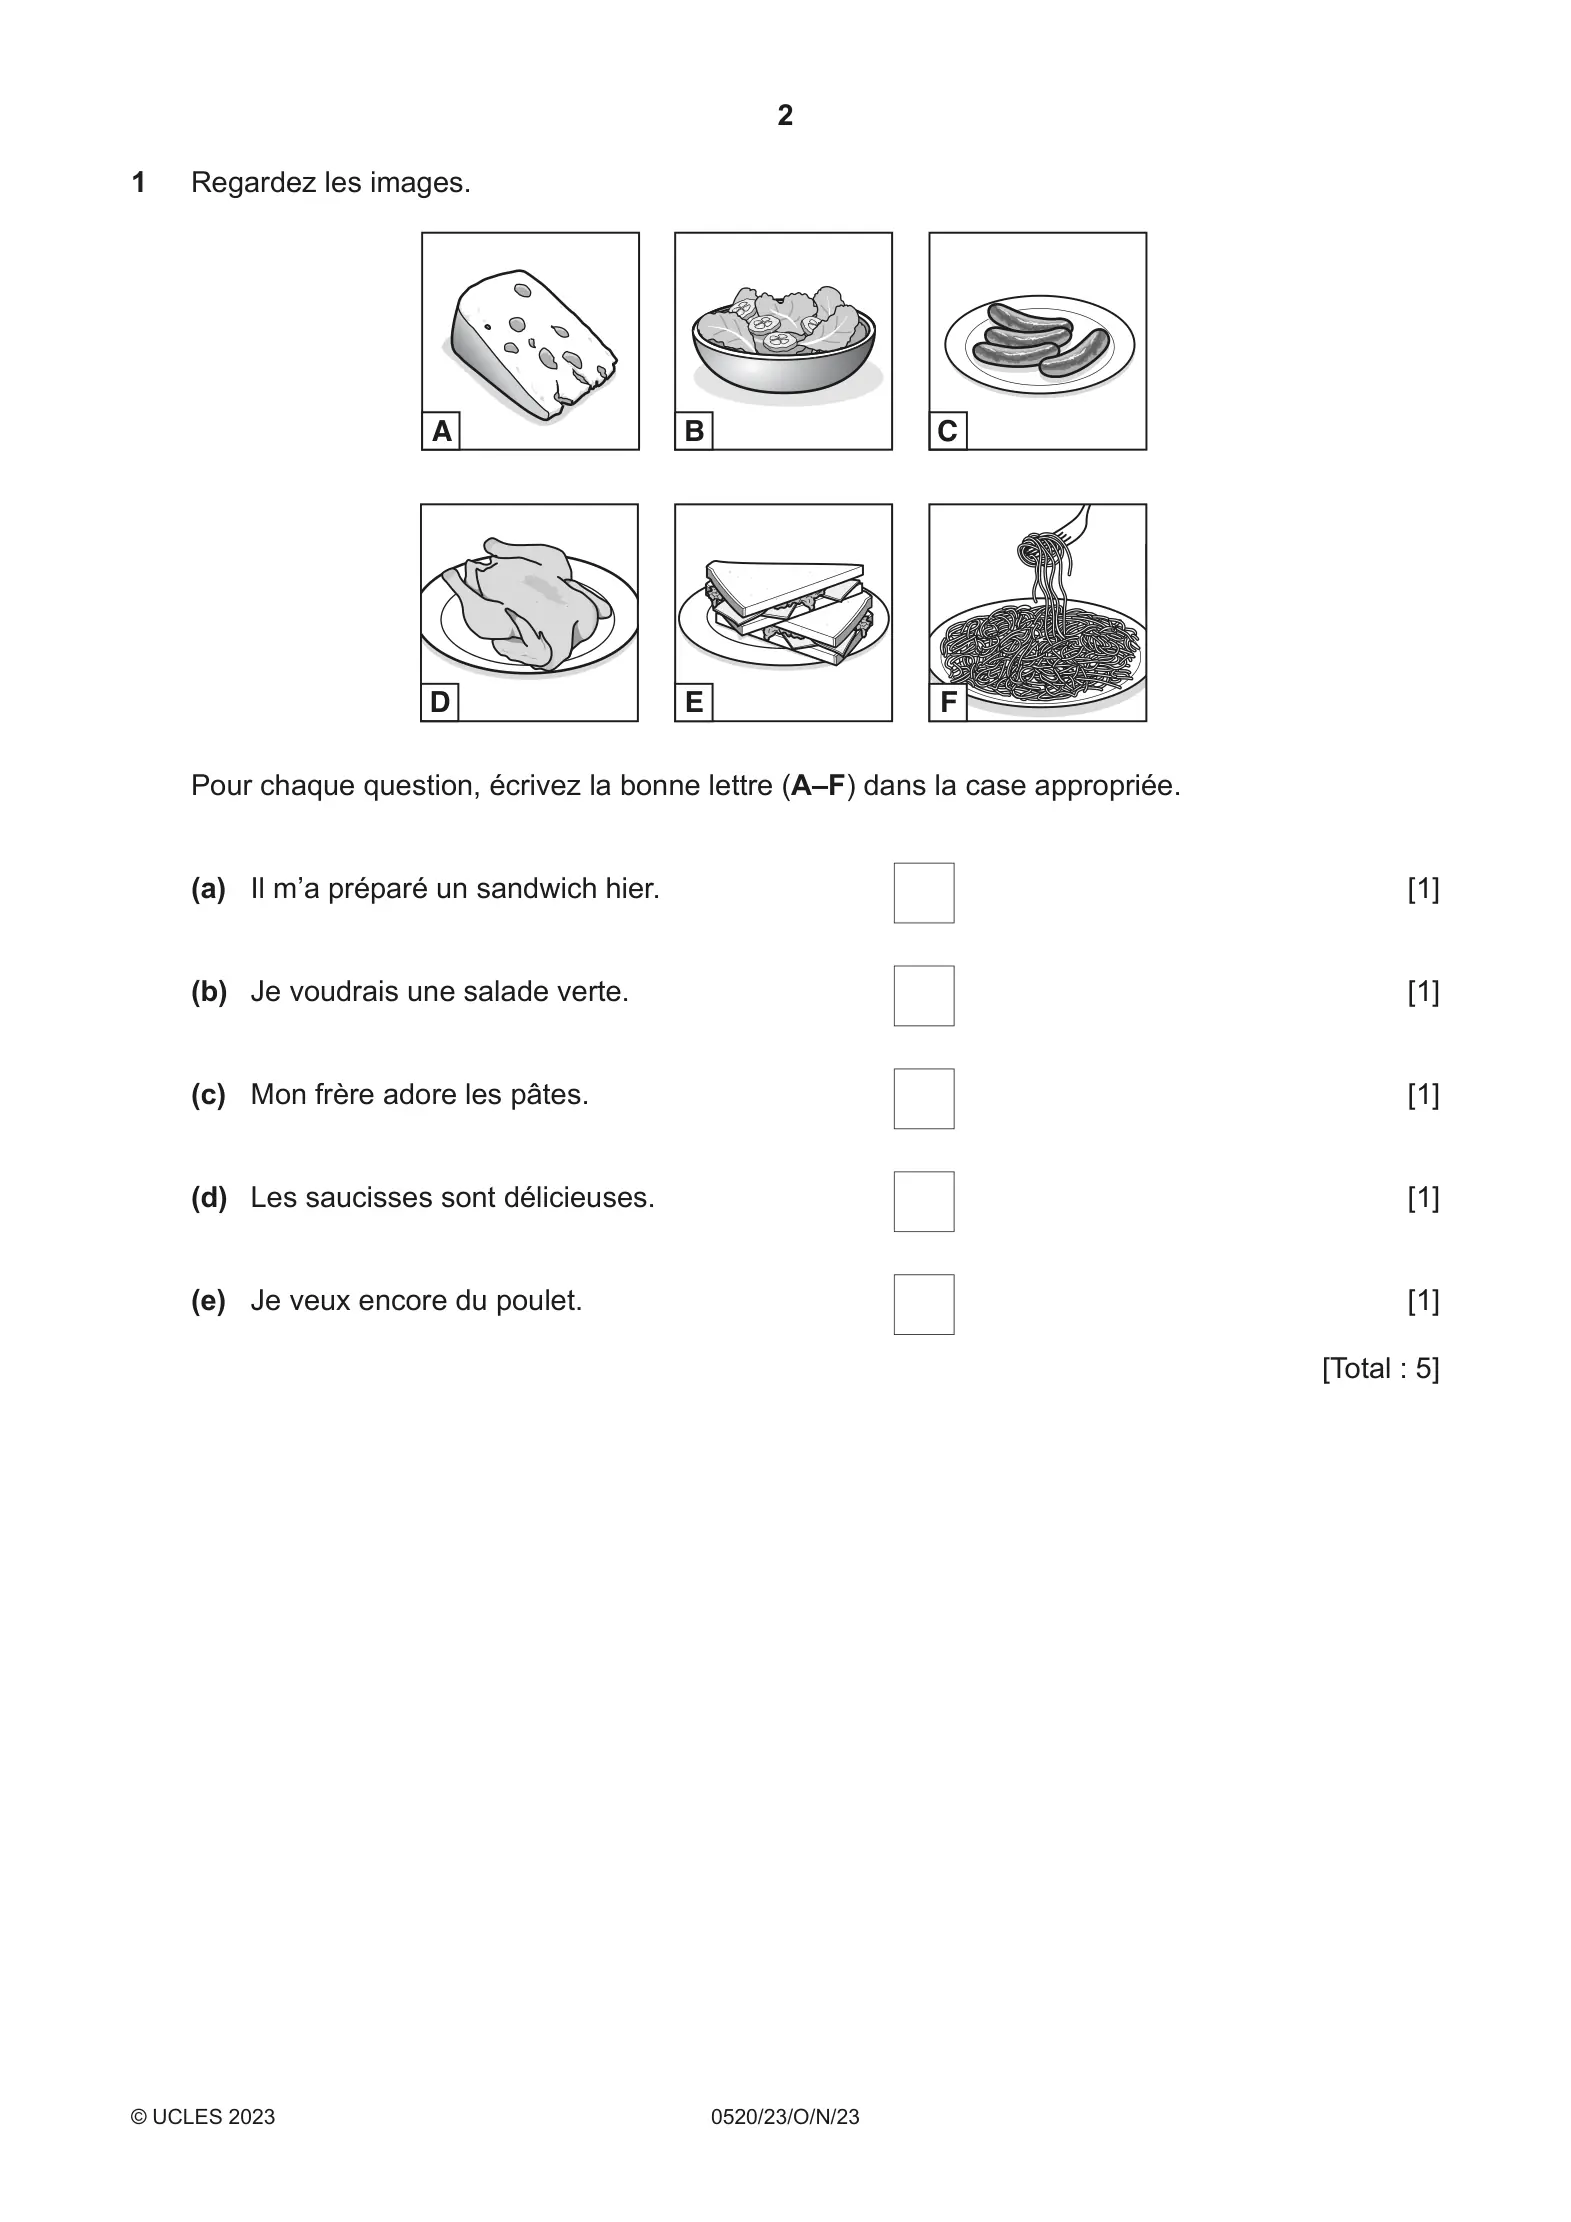 2
1 Regardez les images.
A B C
D E F
Pour chaque question, écrivez la bonne lettre (A–F) dans la case appropriée.
(a) Il m’a préparé un sandwich hier. [1]
(b) Je voudrais une salade verte. [1]
(c) Mon frère adore les pâtes. [1]
(d) Les saucisses sont délicieuses. [1]
(e) Je veux encore du poulet. [1]
[Total : 5]
© UCLES 2023 0520/23/O/N/23